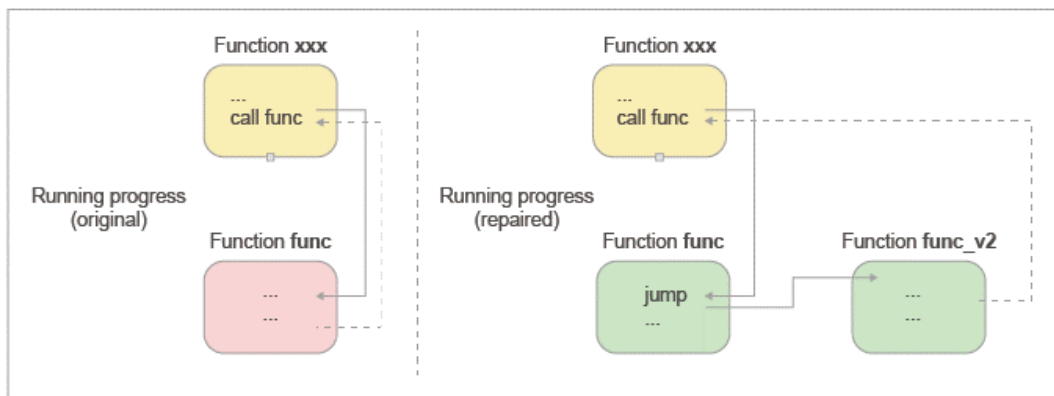 Function xxx
...
call func
Running progress
(original)
Function func
...
...
Function xxx
...
call func
Running progress
(repaired)
Function func
jump
...
Function func_v2
...
...